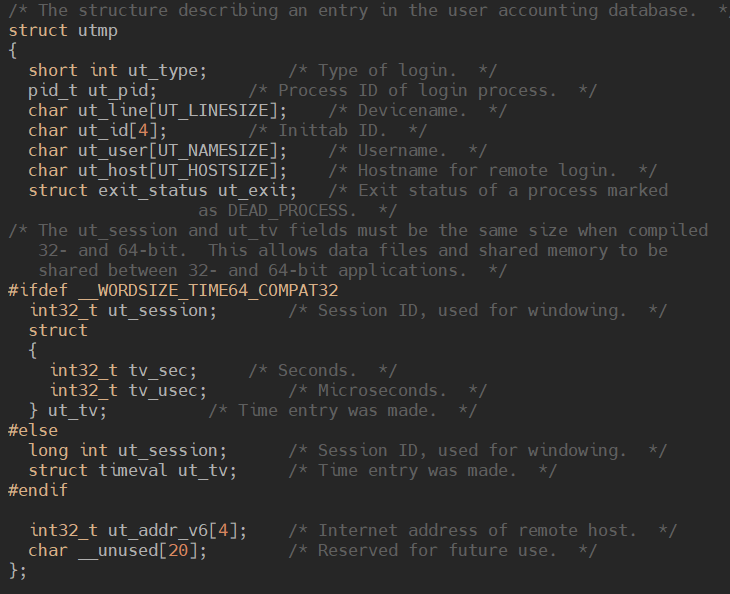 /* The structure describing an entry in the user accounting database.  */
struct utmp
{
  short int ut_type;        /* Type of login.  */
  pid_t ut_pid;         /* Process ID of login process.  */
  char ut_line[UT_LINESIZE];    /* Devicename.  */
  char ut_id[4];        /* Inittab ID.  */
  char ut_user[UT_NAMESIZE];    /* Username.  */
  char ut_host[UT_HOSTSIZE];    /* Hostname for remote login.  */
  struct exit_status ut_exit;   /* Exit status of a process marked
                   as DEAD_PROCESS.  */
/* The ut_session and ut_tv fields must be the same size when compiled
   32- and 64-bit.  This allows data files and shared memory to be
   shared between 32- and 64-bit applications.  */
#ifdef __WORDSIZE_TIME64_COMPAT32
  int32_t ut_session;       /* Session ID, used for windowing.  */
  struct
  {
    int32_t tv_sec;     /* Seconds.  */
    int32_t tv_usec;        /* Microseconds.  */
  } ut_tv;          /* Time entry was made.  */
#else
  long int ut_session;      /* Session ID, used for windowing.  */
  struct timeval ut_tv;     /* Time entry was made.  */
#endif

  int32_t ut_addr_v6[4];    /* Internet address of remote host.  */
  char __unused[20];        /* Reserved for future use.  */
};